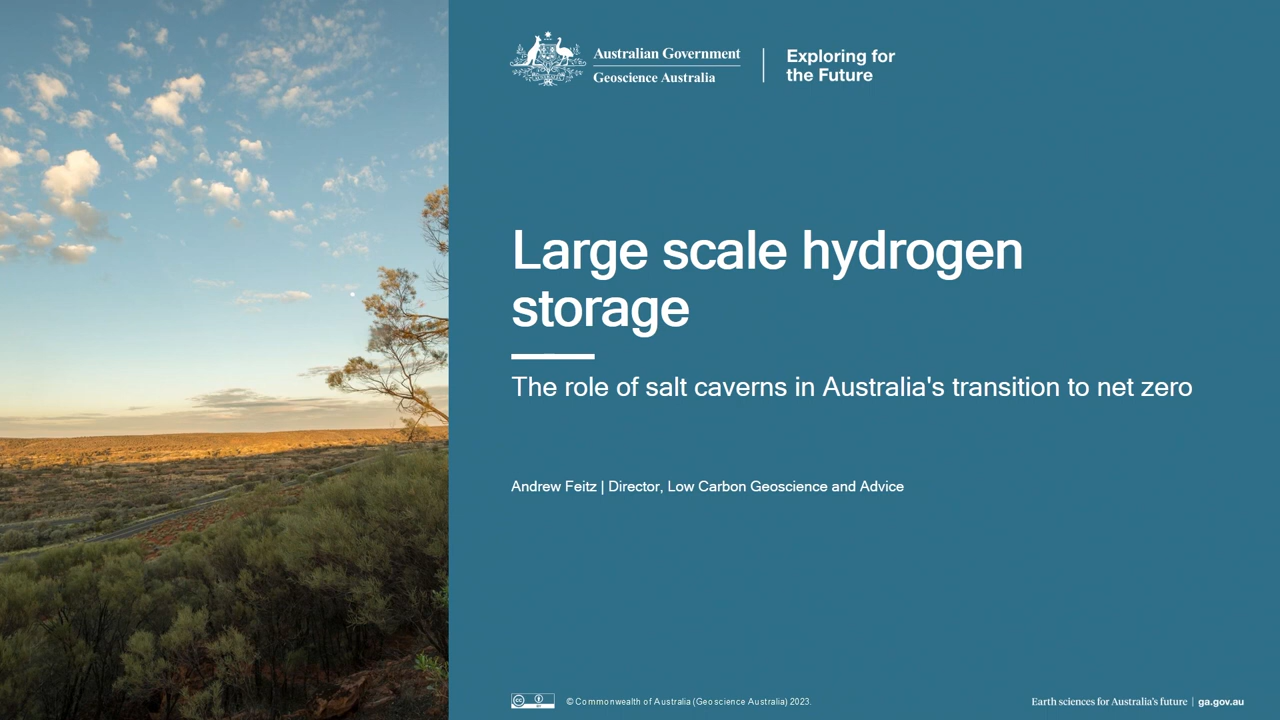 Australian Government
Geoscience Australia
Exploring for
the Future
Large scale hydrogen
storage
The role of salt caverns in Australia's transition to net zero
Andrew Feitz | Director, Low Carbon Geoscience and Advice
© Commonwealth of Australia (Geoscience Australia) 2023.
Earth sciences for Australia's future | ga.gov.au